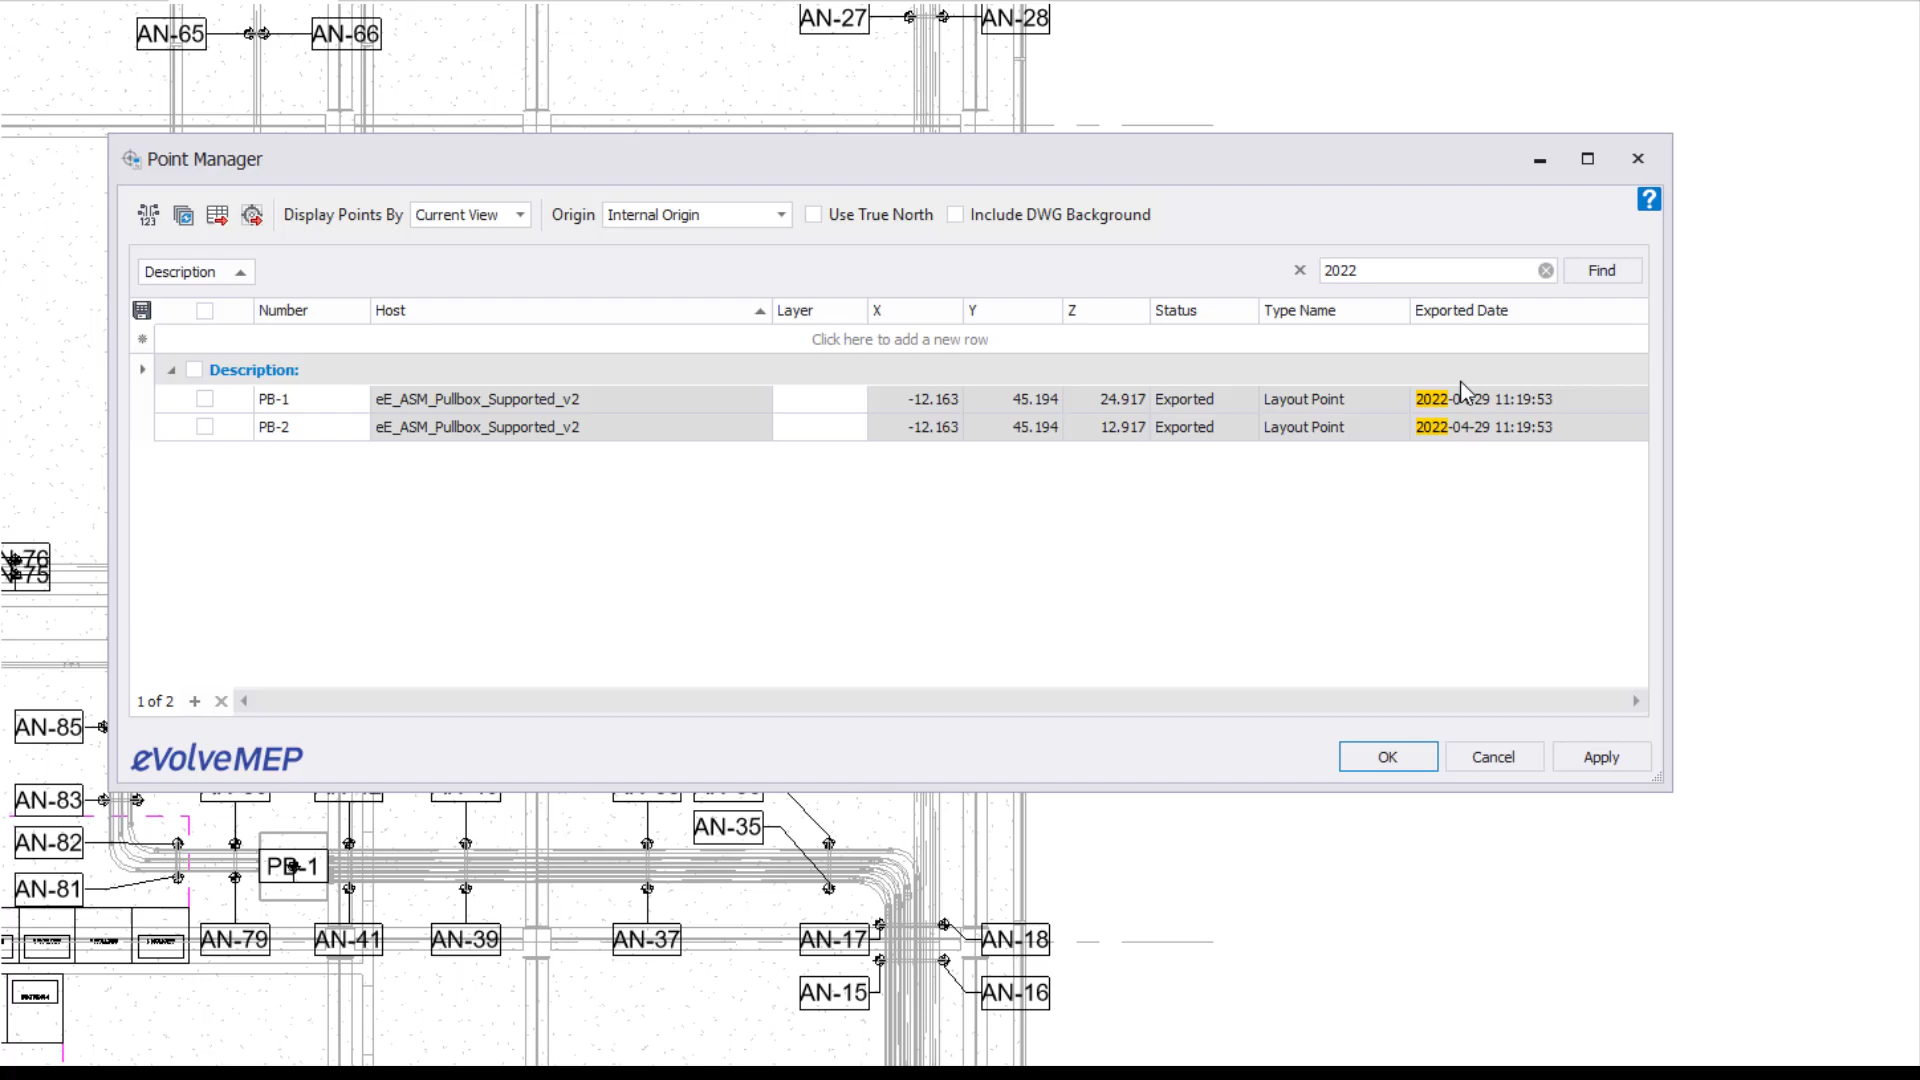 AN-65
AN-66
AN-27
AN-28
Point Manager
123
Display Points By Current View Origin Internal Origin Use True North Include DWG Background
?
Description
2022
Find
Number Host Layer X Y Z Status Type Name Exported Date
Click here to add a new row
Description:
PB-1 eE_ASM_Pullbox_Supported_v2 -12.163 45.194 24.917 Exported Layout Point 2022-04-29 11:19:53
PB-2 eE_ASM_Pullbox_Supported_v2 -12.163 45.194 12.917 Exported Layout Point 2022-04-29 11:19:53
1 of 2
eVolveMEP
OK
Cancel
Apply
AN-85
AN-83
AN-82
AN-81
PB-1
AN-35
AN-79
AN-41
AN-39
AN-37
AN-17
AN-18
AN-15
AN-16